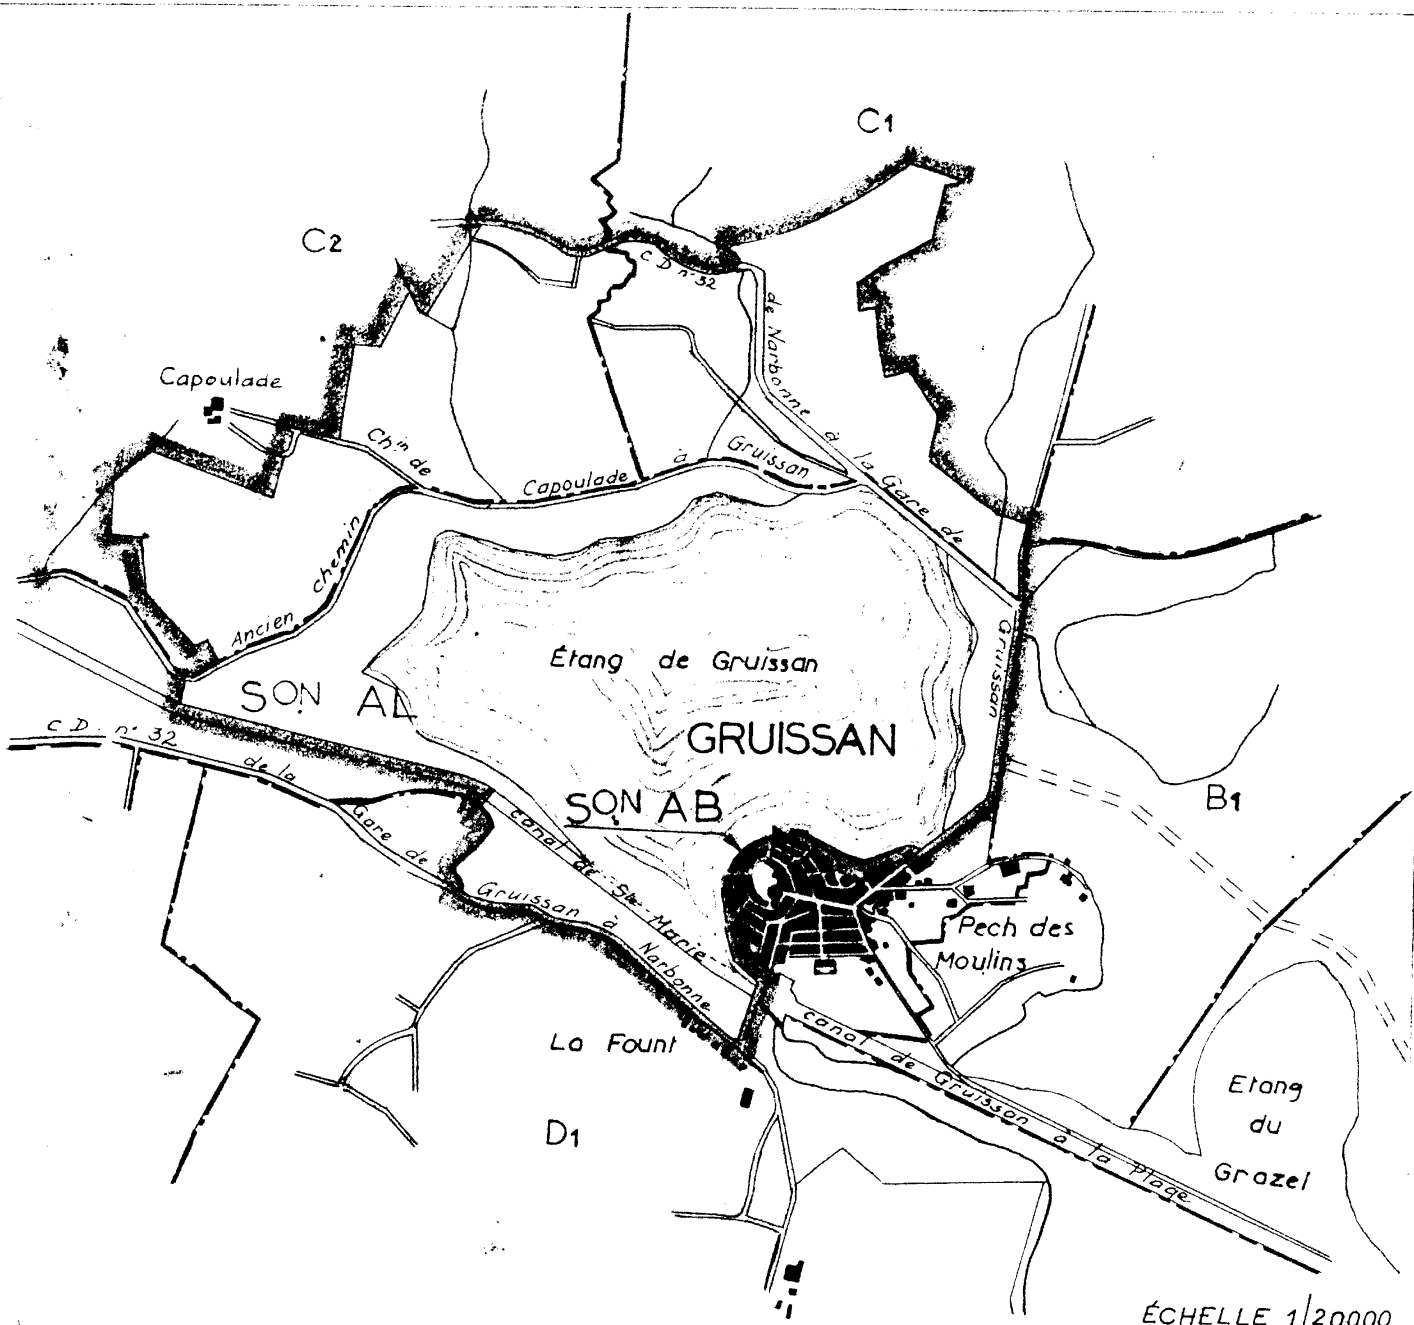 C1
C2
C D n° 32
de Narbonne à la Gare de Gruissan
Capoulade
Chin de Capoulade à Gruissan
Ancien chemin
Étang de Gruissan
SON AL
GRUISSAN
C D n° 32 de la Gare de Gruissan à Narbonne
SON AB
canal de Ste Marie
B1
Pech des
Moulins
La Fount
canal de Gruissan à la Plage
Etang
du
Grazel
D1
ÉCHELLE 1/20000